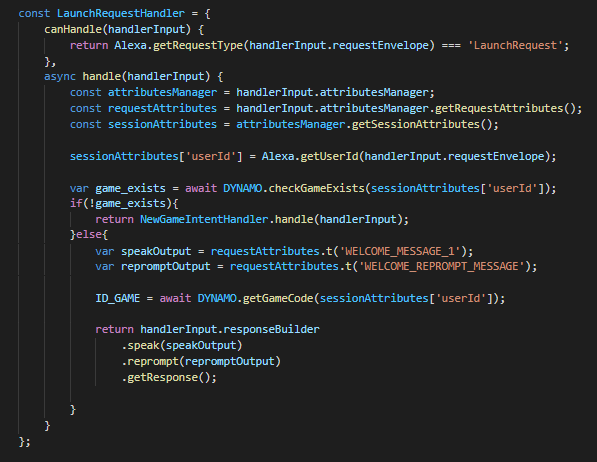 const LaunchRequestHandler = {
    canHandle(handlerInput) {
        return Alexa.getRequestType(handlerInput.requestEnvelope) === 'LaunchRequest';
    },
    async handle(handlerInput) {
        const attributesManager = handlerInput.attributesManager;
        const requestAttributes = handlerInput.attributesManager.getRequestAttributes();
        const sessionAttributes = attributesManager.getSessionAttributes();

        sessionAttributes['userId'] = Alexa.getUserId(handlerInput.requestEnvelope);

        var game_exists = await DYNAMO.checkGameExists(sessionAttributes['userId']);
        if(!game_exists){
            return NewGameIntentHandler.handle(handlerInput);
        }else{
            var speakOutput = requestAttributes.t('WELCOME_MESSAGE_1');
            var repromptOutput = requestAttributes.t('WELCOME_REPROMPT_MESSAGE');

            ID_GAME = await DYNAMO.getGameCode(sessionAttributes['userId']);

            return handlerInput.responseBuilder
                .speak(speakOutput)
                .reprompt(repromptOutput)
                .getResponse();

        }
    }
};